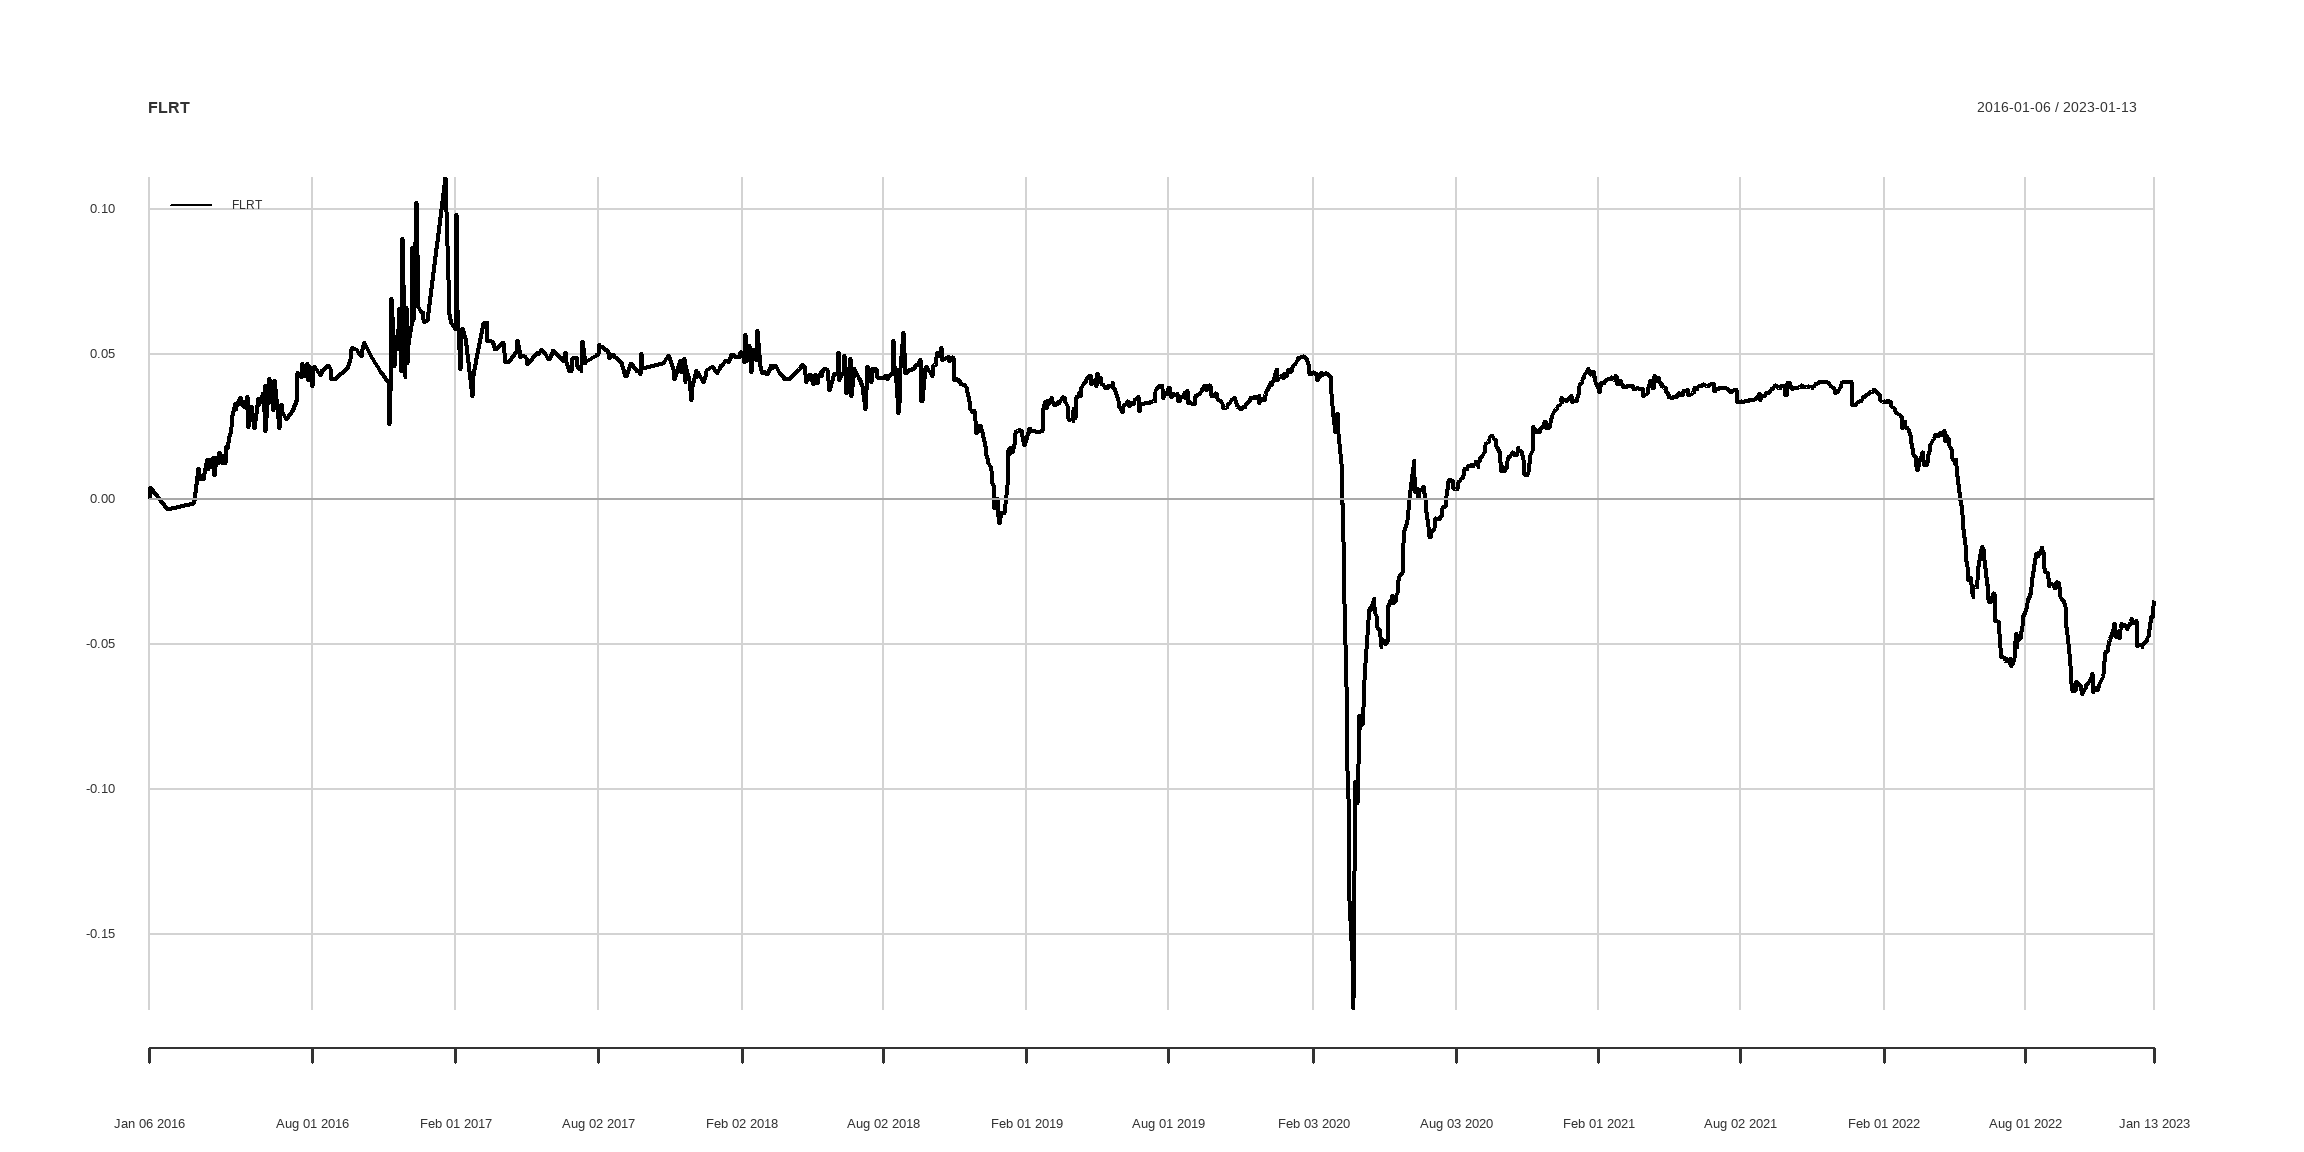 FLRT
2016-01-06 / 2023-01-13
FLRT
0.10
0.05
0.00
-0.05
-0.10
-0.15
Jan 06 2016
Aug 01 2016
Feb 01 2017
Aug 02 2017
Feb 02 2018
Aug 02 2018
Feb 01 2019
Aug 01 2019
Feb 03 2020
Aug 03 2020
Feb 01 2021
Aug 02 2021
Feb 01 2022
Aug 01 2022
Jan 13 2023